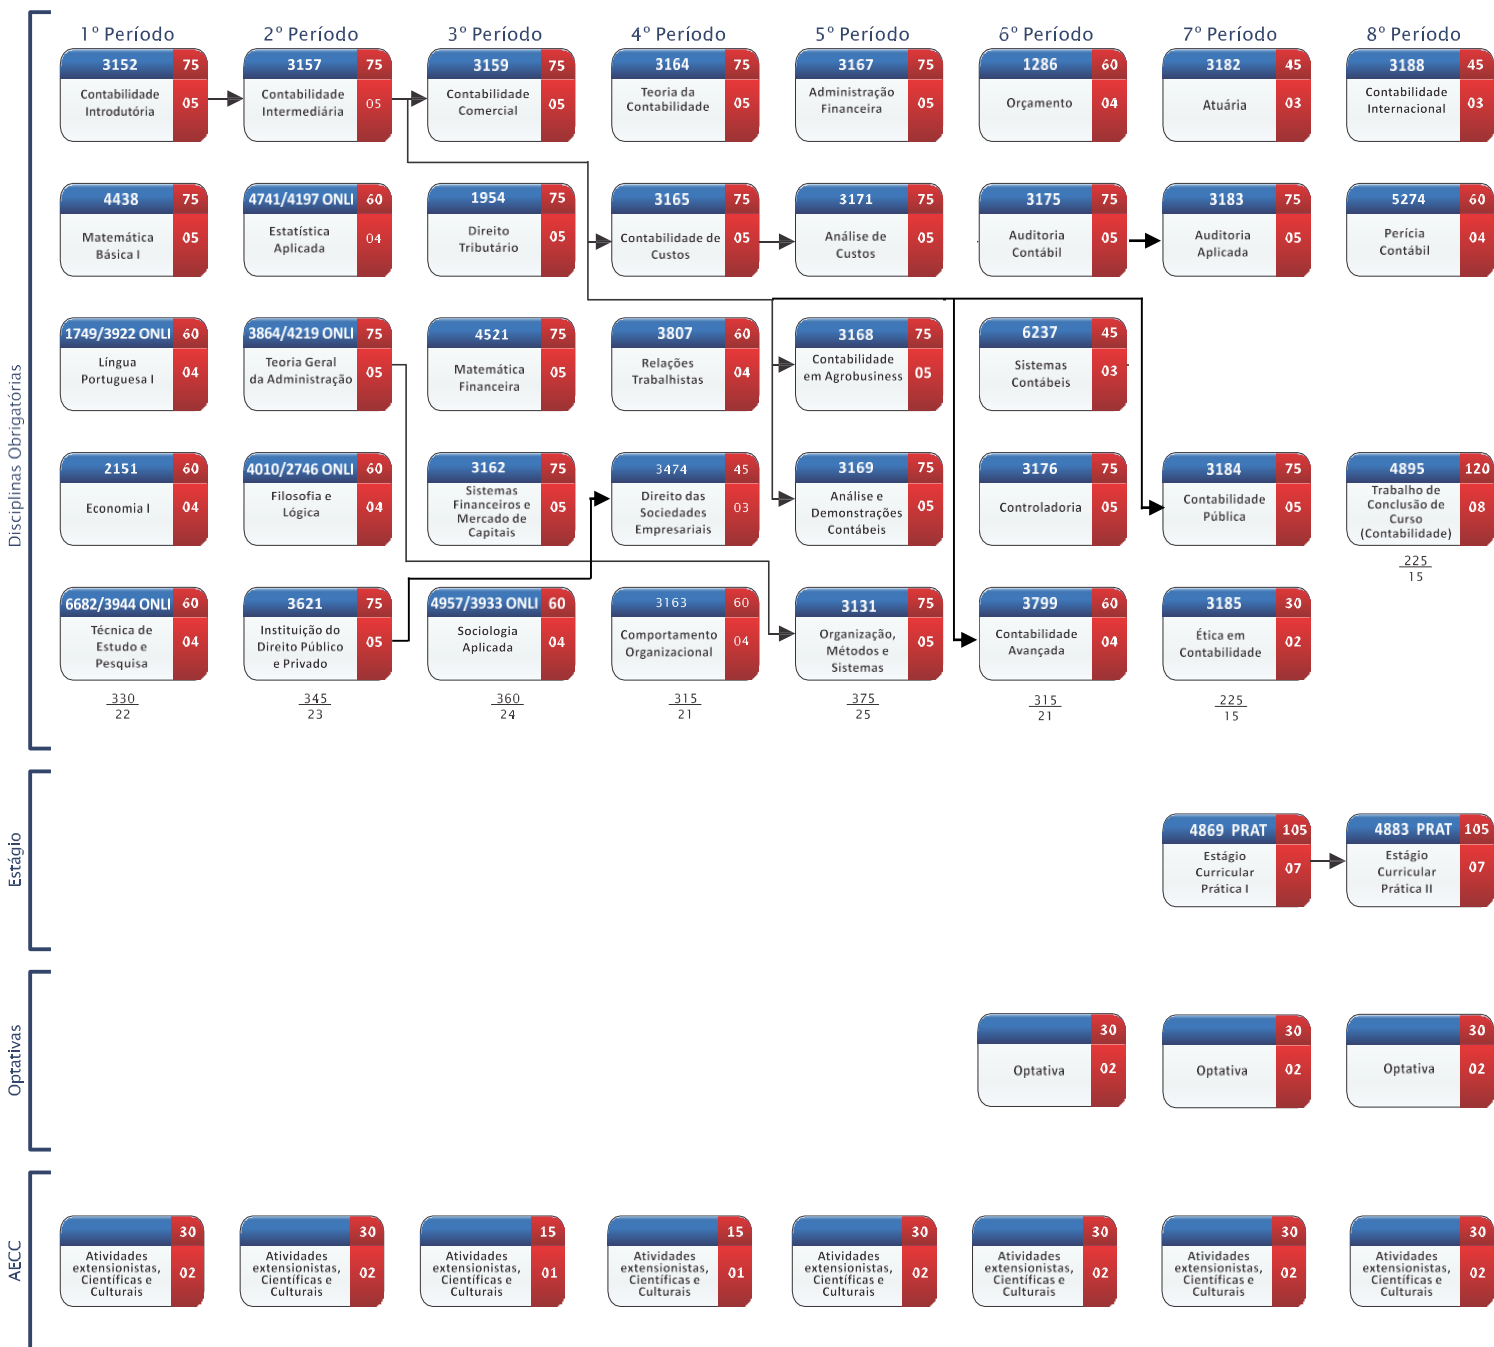 1º Período
2º Período
3º Período
4º Período
5º Período
6º Período
7º Período
8º Período
Disciplinas Obrigatórias
3152 75
Contabilidade
Introdutória
05
3157 75
Contabilidade
Intermediária
05
3159 75
Contabilidade
Comercial
05
3164 75
Teoria da
Contabilidade
05
3167 75
Administração
Financeira
05
1286 60
Orçamento
04
3182 45
Atuária
03
3188 45
Contabilidade
Internacional
03
4438 75
Matemática
Básica I
05
4741/4197 ONLI 60
Estatística
Aplicada
04
1954 75
Direito
Tributário
05
3165 75
Contabilidade de
Custos
05
3171 75
Análise de
Custos
05
3175 75
Auditoria
Contábil
05
3183 75
Auditoria
Aplicada
05
5274 60
Perícia
Contábil
04
1749/3922 ONLI 60
Língua
Portuguesa I
04
3864/4219 ONLI 75
Teoria Geral
da Administração
05
4521 75
Matemática
Financeira
05
3807 60
Relações
Trabalhistas
04
3168 75
Contabilidade
em Agrobusiness
05
6237 45
Sistemas
Contábeis
03
2151 60
Economia I
04
4010/2746 ONLI 60
Filosofia e
Lógica
04
3162 75
Sistemas
Financeiros e
Mercado de
Capitais
05
3474 45
Direito das
Sociedades
Empresariais
03
3169 75
Análise e
Demonstrações
Contábeis
05
3176 75
Controladoria
05
3184 75
Contabilidade
Pública
05
4895 120
Trabalho de
Conclusão de
Curso
(Contabilidade)
08
225
15
6682/3944 ONLI 60
Técnica de
Estudo e
Pesquisa
04
3621 75
Instituição do
Direito Público
e Privado
05
4957/3933 ONLI 60
Sociologia
Aplicada
04
3163 60
Comportamento
Organizacional
04
3131 75
Organização,
Métodos e
Sistemas
05
3799 60
Contabilidade
Avançada
04
3185 30
Ética em
Contabilidade
02
330
22
345
23
360
24
315
21
375
25
315
21
225
15
Estágio
4869 PRAT 105
Estágio
Curricular
Prática I
07
4883 PRAT 105
Estágio
Curricular
Prática II
07
Optativas
30
Optativa
02
30
Optativa
02
30
Optativa
02
AECC
30
Atividades
extensionistas,
Científicas e
Culturais
02
30
Atividades
extensionistas,
Científicas e
Culturais
02
15
Atividades
extensionistas,
Científicas e
Culturais
01
15
Atividades
extensionistas,
Científicas e
Culturais
01
30
Atividades
extensionistas,
Científicas e
Culturais
02
30
Atividades
extensionistas,
Científicas e
Culturais
02
30
Atividades
extensionistas,
Científicas e
Culturais
02
30
Atividades
extensionistas,
Científicas e
Culturais
02